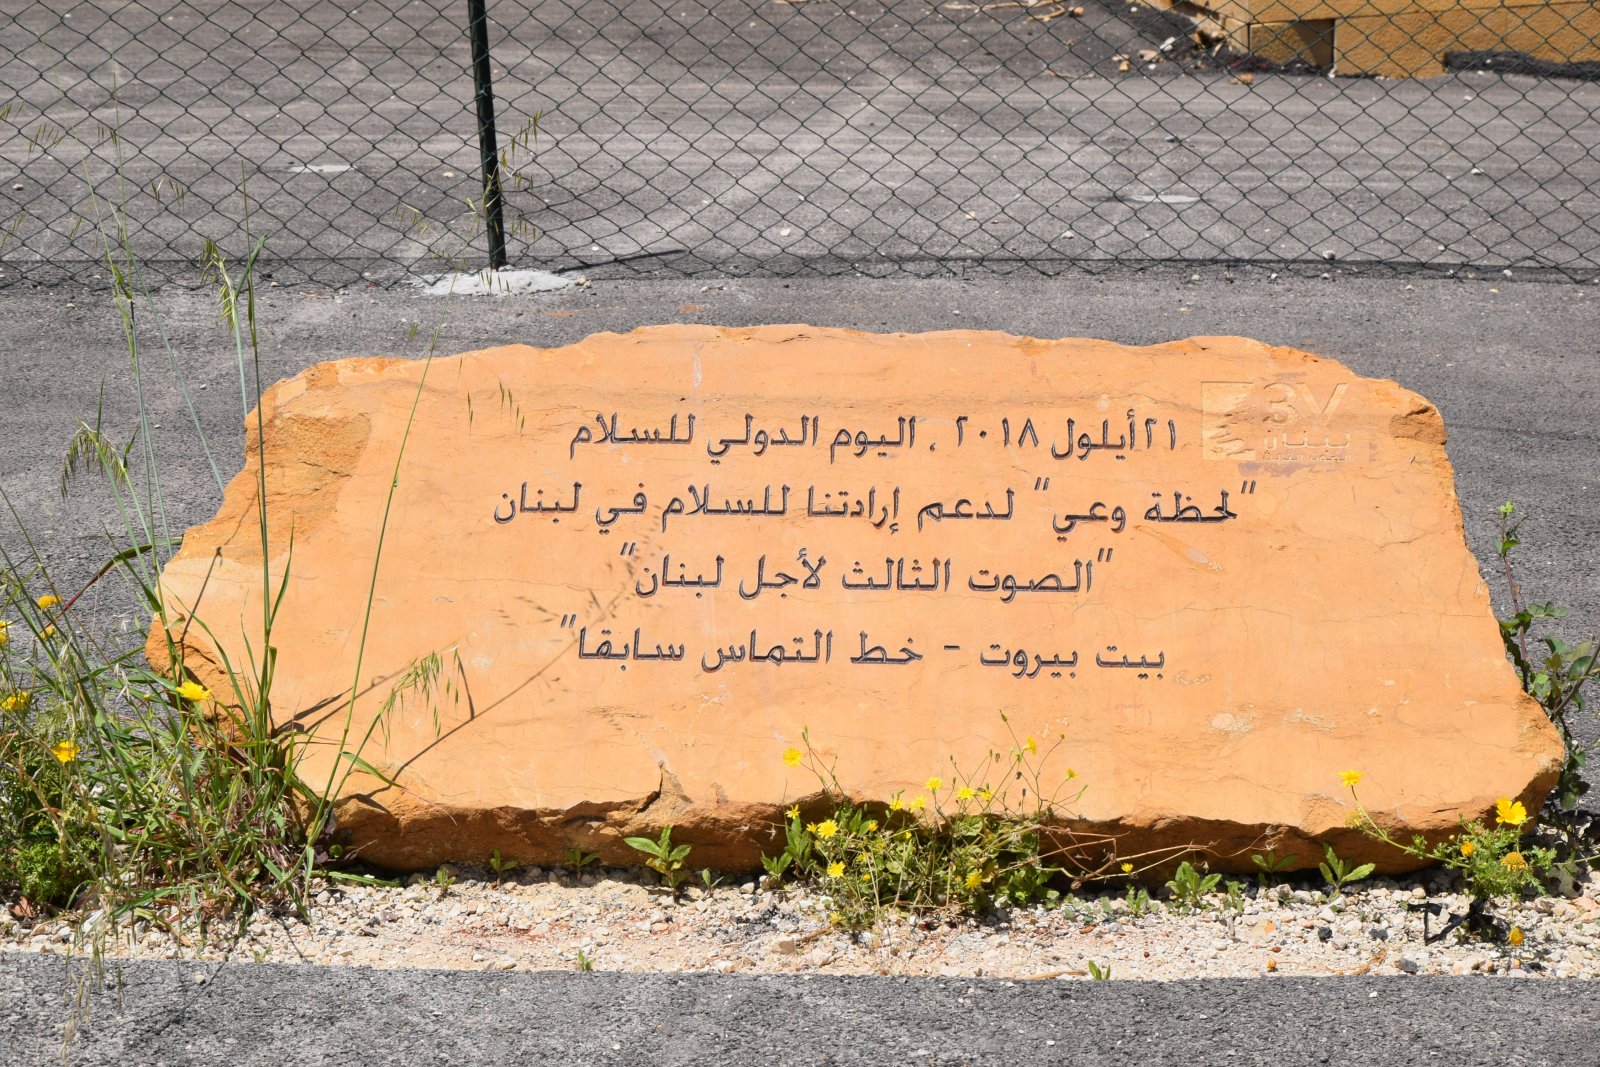 ٢١ أيلول ٢٠١٨ ، اليوم الدولي للسلام
"لحظة وعي" لدعم إرادتنا للسلام في لبنان
"الصوت الثالث لأجل لبنان"
بيت بيروت - خط التماس سابقا"
3V